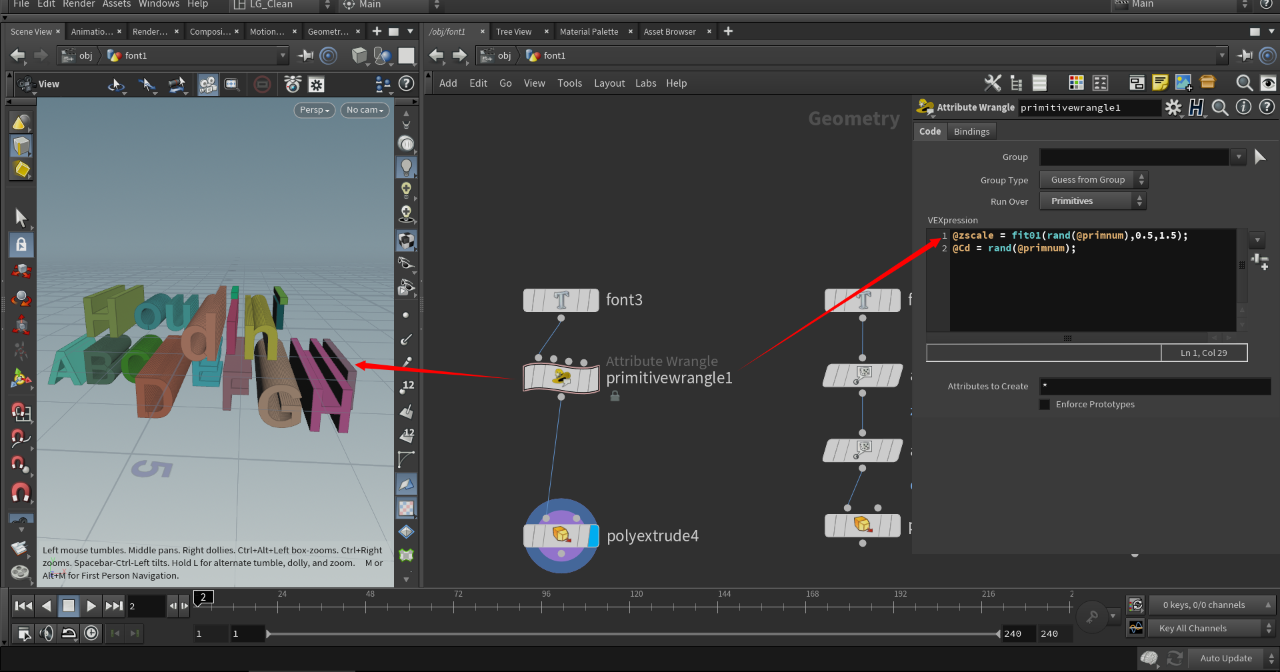 File Edit Render Assets Windows Help LG_Clean Main Main
Scene View Animatio... Render... Composi... Motion... Geometr...
obj font1
View
Persp No cam
12
12
5
Left mouse tumbles. Middle pans. Right dollies. Ctrl+Alt+Left box-zooms. Ctrl+Right
zooms. Spacebar-Ctrl-Left tilts. Hold L for alternate tumble, dolly, and zoom. M or
Alt+M for First Person Navigation.
Houdini
ABCDEFGH
/obj/font1 Tree View Material Palette Asset Browser
obj font1
Add Edit Go View Tools Layout Labs Help
Geometry
font3
Attribute Wrangle
primitivewrangle1
polyextrude4
Attribute Wrangle primitivewrangle1
Code Bindings
Group
Group Type Guess from Group
Run Over Primitives
VEXpression
1 @zscale = fit01(rand(@primnum),0.5,1.5);
2 @Cd = rand(@primnum);
Ln 1, Col 29
Attributes to Create *
Enforce Prototypes
2 2 24 48 72 96 120 144 168 192 216 2
1 1 240 240
0 keys, 0/0 channels
Key All Channels
Auto Update